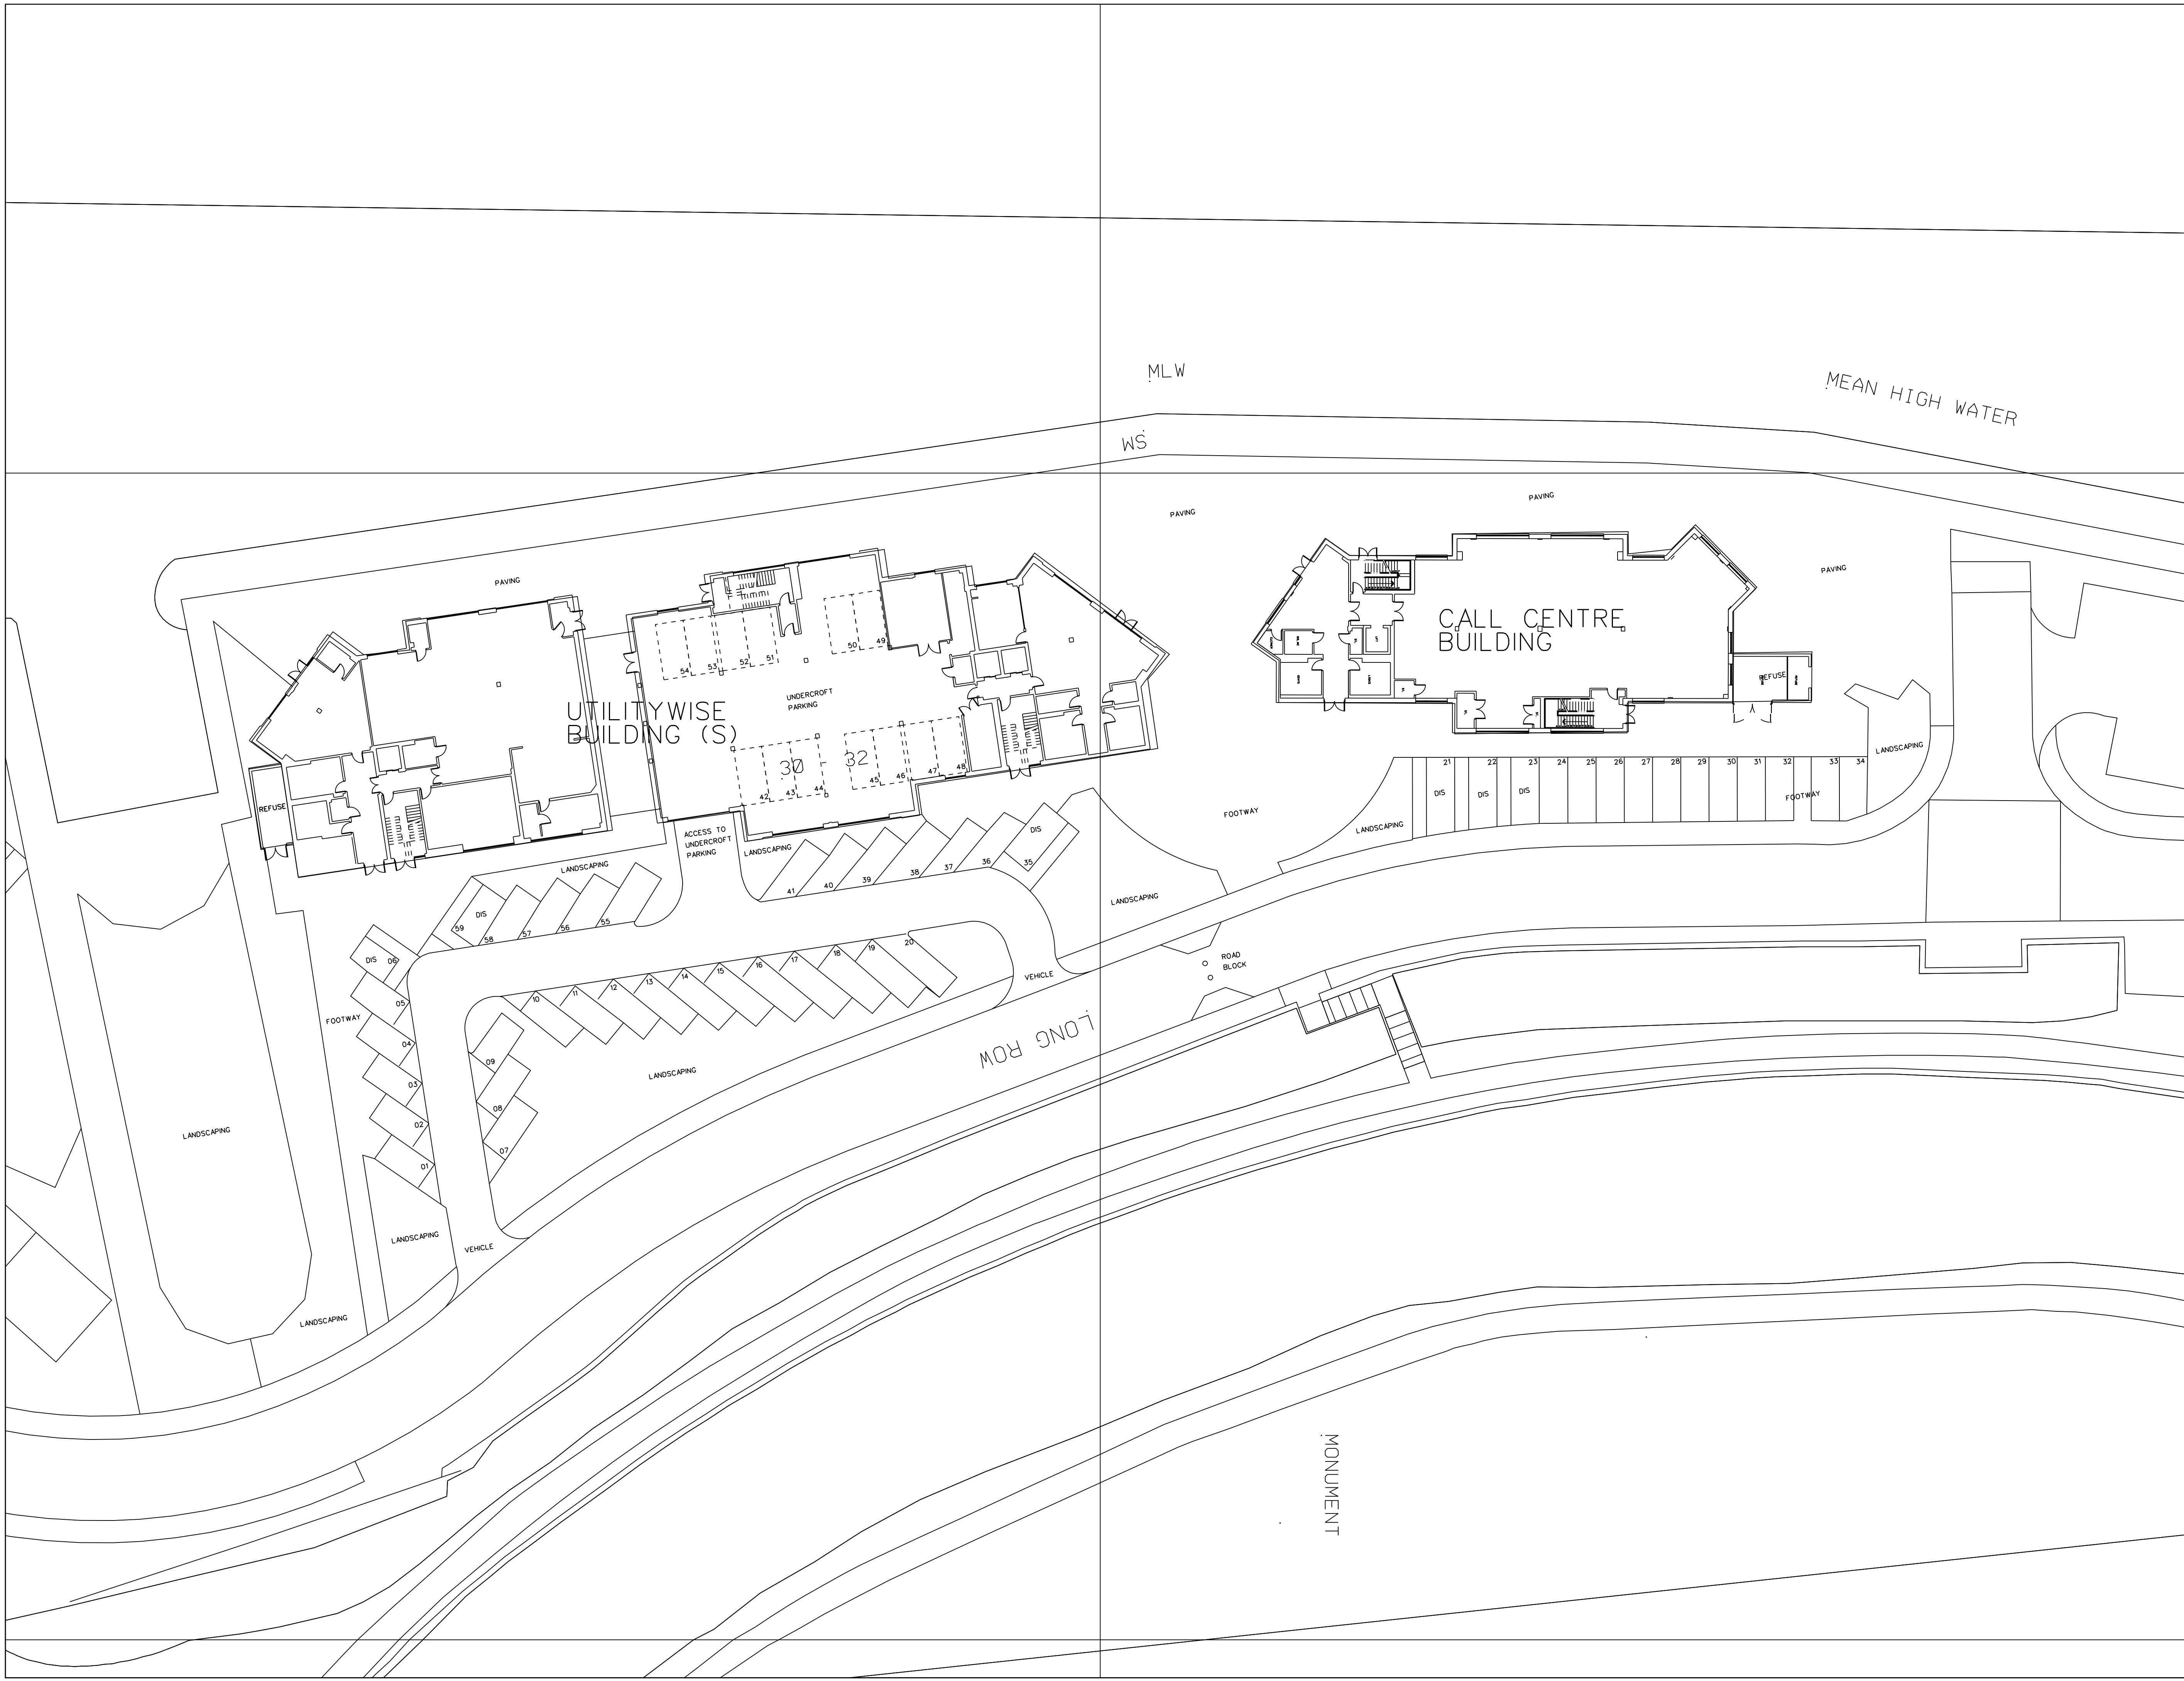 MLW
MEAN HIGH WATER
WS
PAVING
PAVING
PAVING
PAVING
CALL CENTRE
BUILDING
REFUSE
54
53
52
51
50
49
UNDERCROFT
PARKING
UTILITYWISE
BUILDING (S)
30 - 32
42
43
44
45
46
47
48
REFUSE
LANDSCAPING
21
22
23
24
25
26
27
28
29
30
31
32
33
34
DIS
DIS
DIS
FOOTWAY
FOOTWAY
LANDSCAPING
ACCESS TO
UNDERCROFT
PARKING
LANDSCAPING
LANDSCAPING
DIS
35
36
37
38
39
40
41
LANDSCAPING
DIS
59
58
57
56
55
DIS
06
05
04
03
02
01
FOOTWAY
10
11
12
13
14
15
16
17
18
19
20
09
08
07
VEHICLE
ROAD
BLOCK
LONG ROW
LANDSCAPING
LANDSCAPING
LANDSCAPING
VEHICLE
LANDSCAPING
MONUMENT